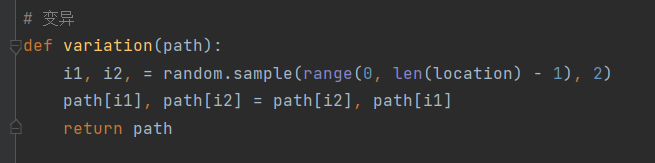 # 变异
def variation(path):
    i1, i2, = random.sample(range(0, len(location) - 1), 2)
    path[i1], path[i2] = path[i2], path[i1]
    return path